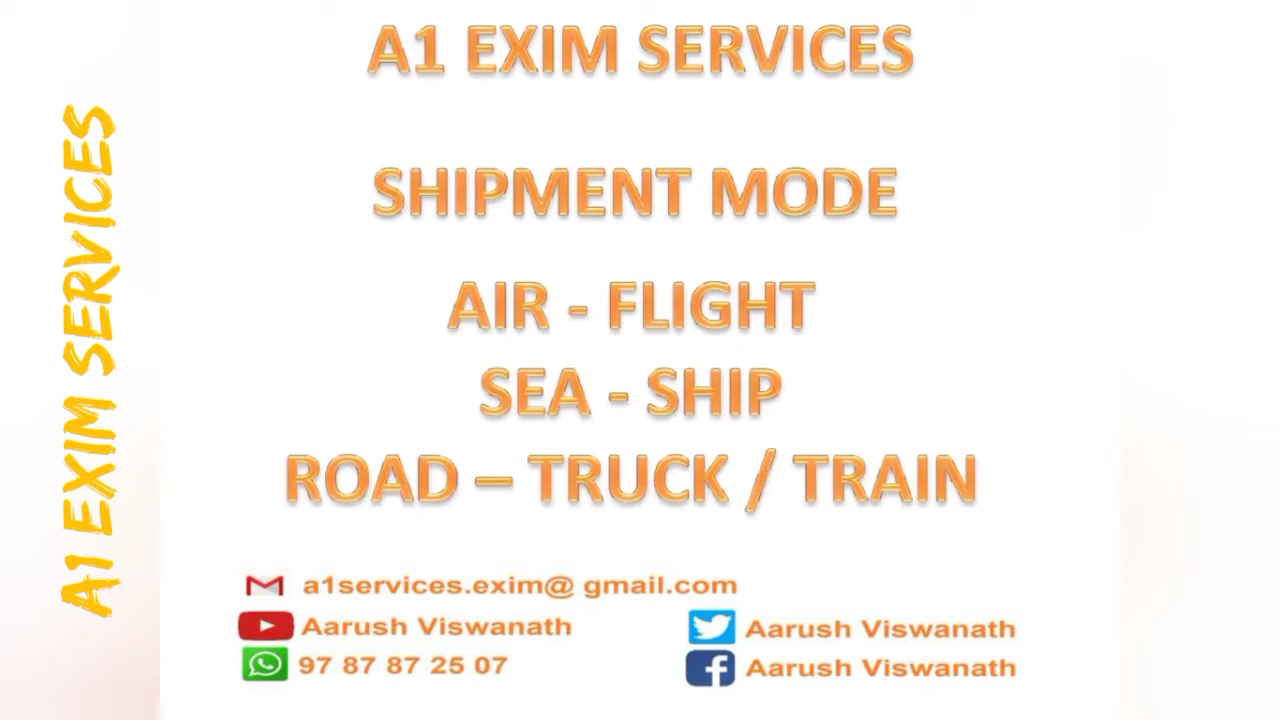 A1 EXIM SERVICES
A1 EXIM SERVICES
SHIPMENT MODE
AIR - FLIGHT
SEA - SHIP
ROAD – TRUCK / TRAIN
a1services.exim@ gmail.com
Aarush Viswanath
Aarush Viswanath
97 87 87 25 07
Aarush Viswanath